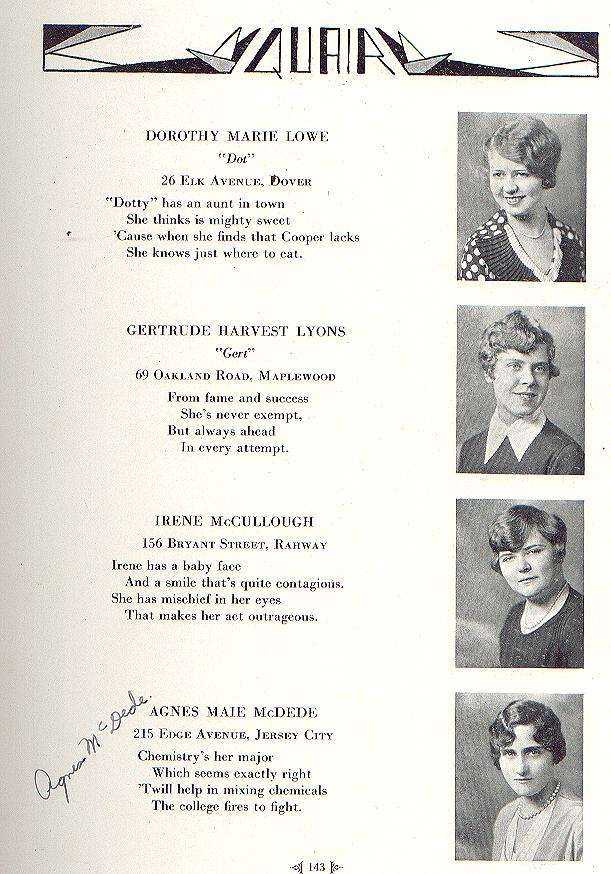 QUAIR
DOROTHY MARIE LOWE
"Dot"
26 ELK AVENUE, DOVER
"Dotty" has an aunt in town
She thinks is mighty sweet
'Cause when she finds that Cooper lacks
She knows just where to eat.
GERTRUDE HARVEST LYONS
"Gert"
69 OAKLAND ROAD, MAPLEWOOD
From fame and success
She's never exempt,
But always ahead
In every attempt.
IRENE McCULLOUGH
156 BRYANT STREET, RAHWAY
Irene has a baby face
And a smile that's quite contagious.
She has mischief in her eyes
That makes her act outrageous.
Agnes McDede.
AGNES MAIE McDEDE
215 EDGE AVENUE, JERSEY CITY
Chemistry's her major
Which seems exactly right
'Twill help in mixing chemicals
The college fires to fight.
143